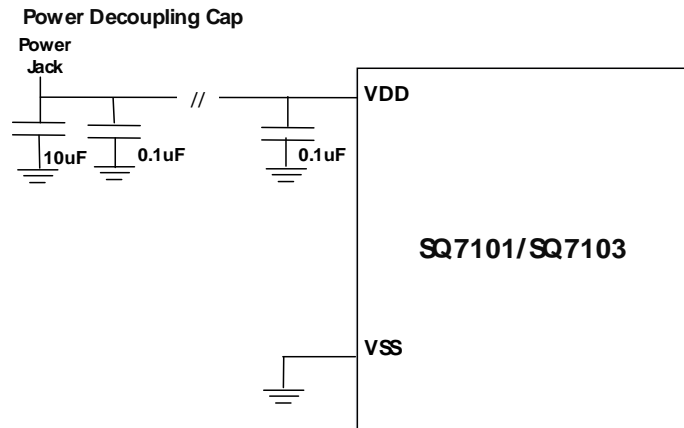 Power Decoupling Cap
Power
Jack
//
VDD
10uF
0.1uF
0.1uF
SQ7101/SQ7103
VSS